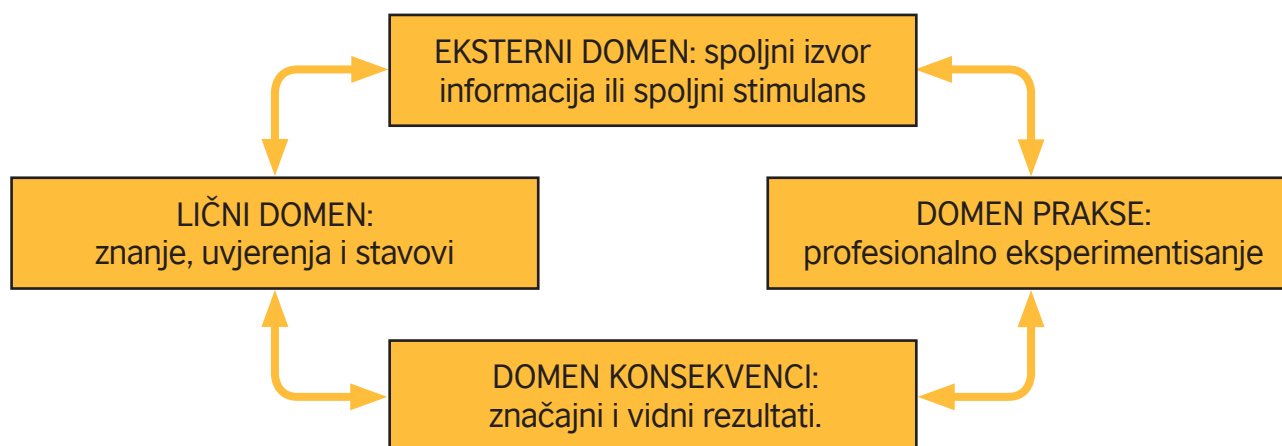 EKSTERNI DOMEN: spoljni izvor
informacija ili spoljni stimulans
LIČNI DOMEN:
znanje, uvjerenja i stavovi
DOMEN PRAKSE:
profesionalno eksperimentisanje
DOMEN KONSEKVENCI:
značajni i vidni rezultati.